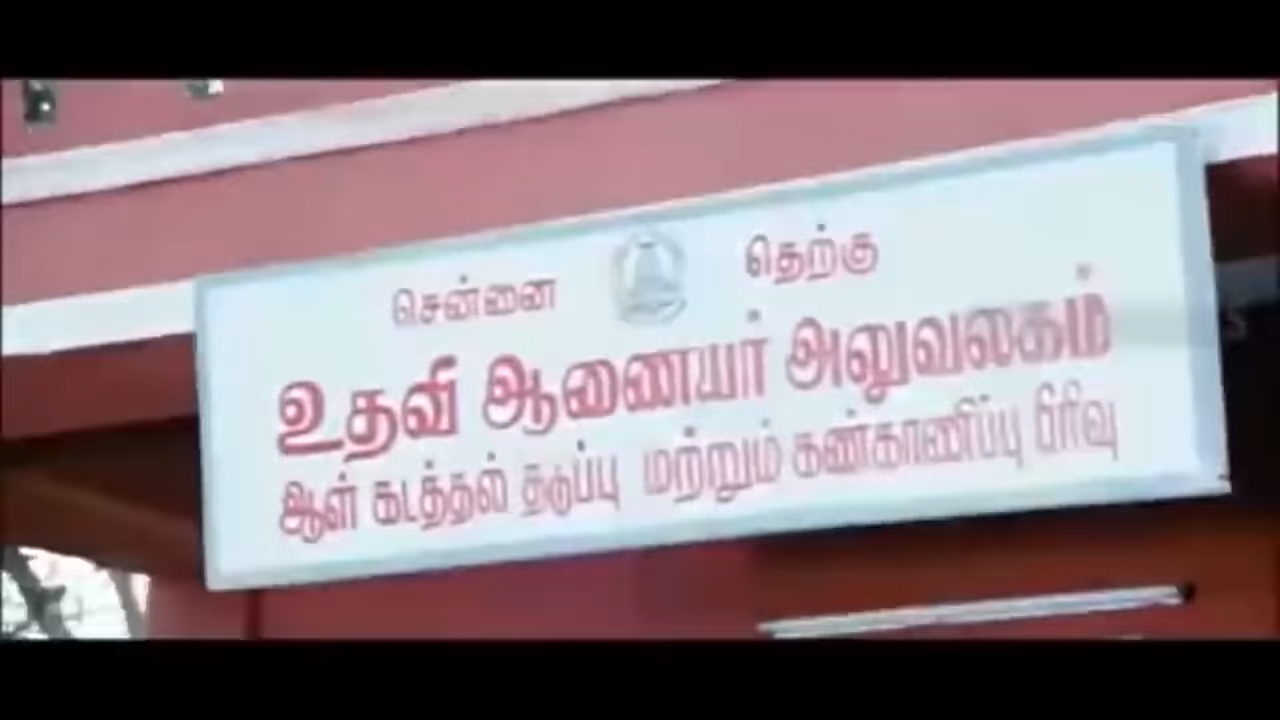 சென்னை தெற்கு
உதவி ஆணையர் அலுவலகம்
ஆள் கடத்தல் தடுப்பு மற்றும் கண்காணிப்பு பிரிவு